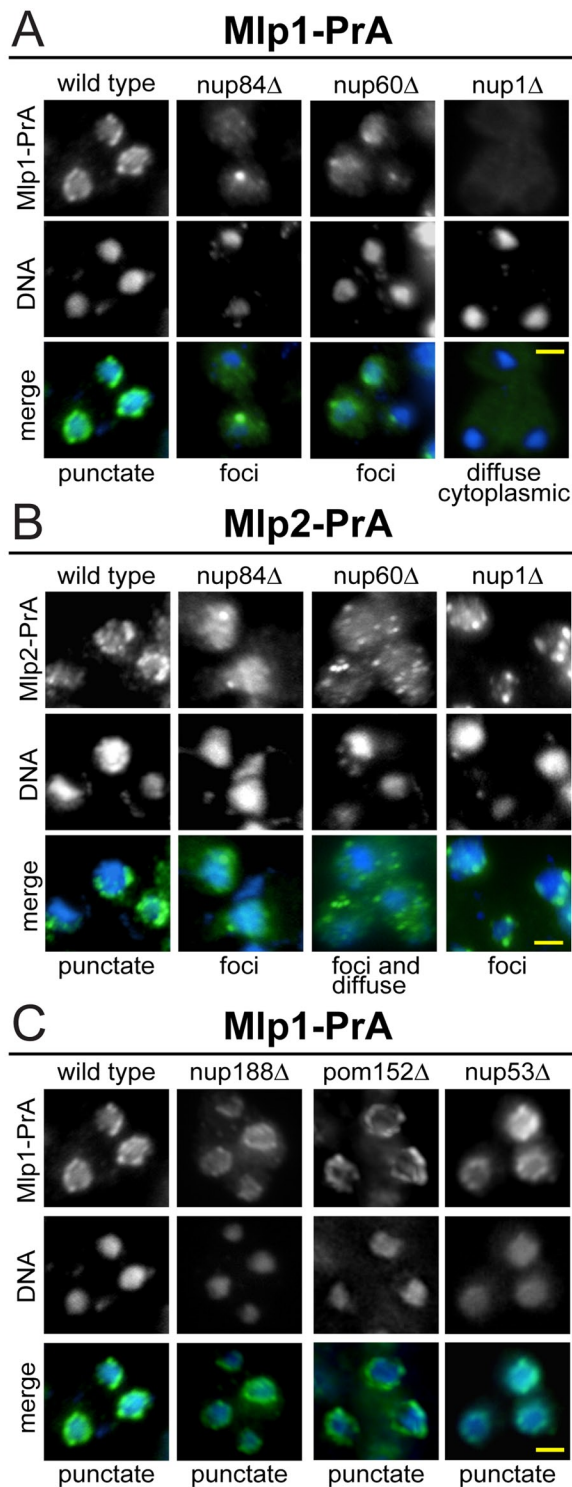 A
Mlp1-PrA
wild type nup84Δ nup60Δ nup1Δ
Mlp1-PrA
DNA
merge
punctate foci foci diffuse
cytoplasmic
B
Mlp2-PrA
wild type nup84Δ nup60Δ nup1Δ
Mlp2-PrA
DNA
merge
punctate foci foci and foci
diffuse
C
Mlp1-PrA
wild type nup188Δ pom152Δ nup53Δ
Mlp1-PrA
DNA
merge
punctate punctate punctate punctate